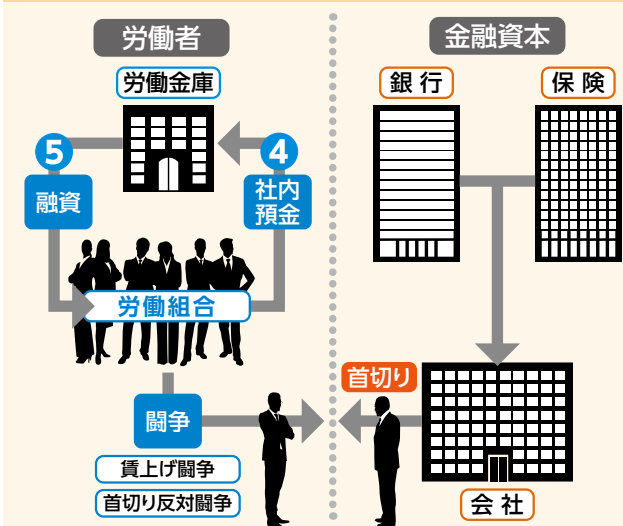 労働者
労働金庫
5
融資
4
社内
預金
労働組合
闘争
賃上げ闘争
首切り反対闘争
金融資本
銀行
保険
首切り
会社